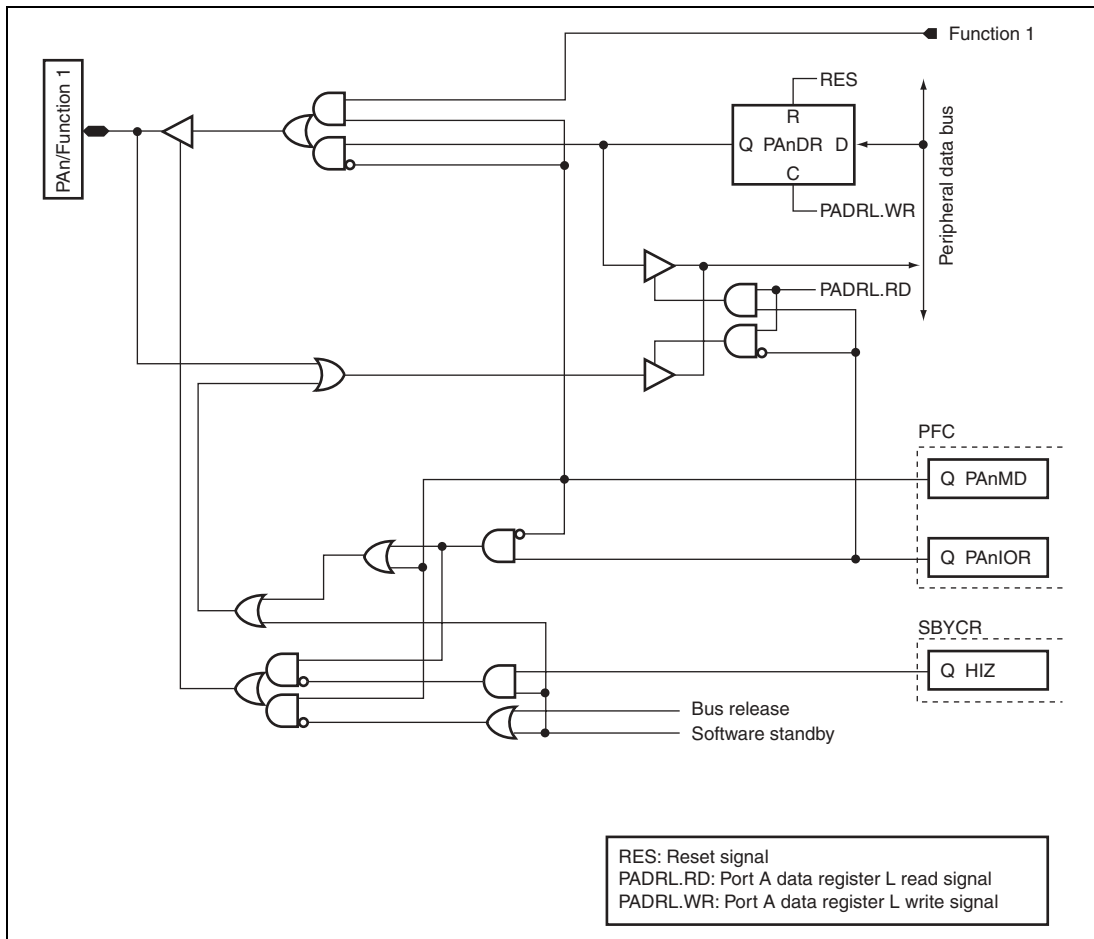 Function 1
PAn/Function 1
RES
R
Q PAnDR D
C
PADRL.WR
Peripheral data bus
PADRL.RD
PFC
Q PAnMD
Q PAnIOR
SBYCR
Q HIZ
Bus release
Software standby
RES: Reset signal
PADRL.RD: Port A data register L read signal
PADRL.WR: Port A data register L write signal